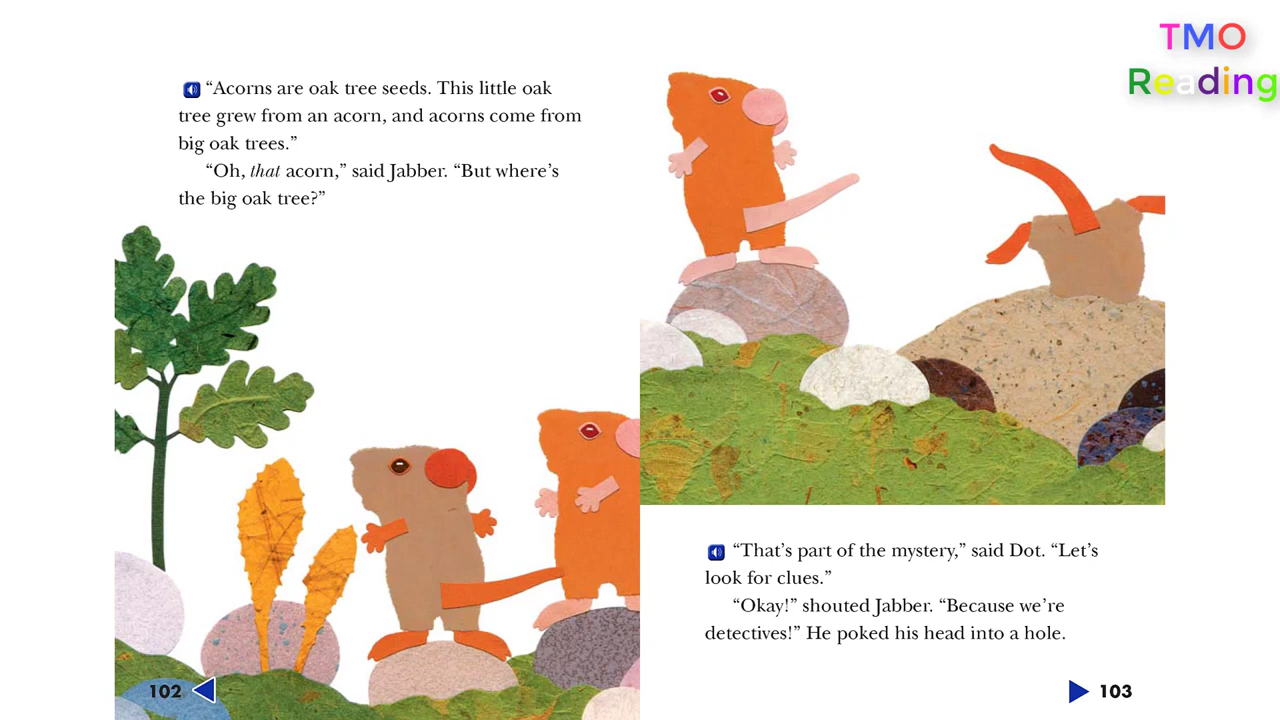 TMO
Reading
“Acorns are oak tree seeds. This little oak
tree grew from an acorn, and acorns come from
big oak trees.”
“Oh, that acorn,” said Jabber. “But where’s
the big oak tree?”
“That’s part of the mystery,” said Dot. “Let’s
look for clues.”
“Okay!” shouted Jabber. “Because we’re
detectives!” He poked his head into a hole.
102
103